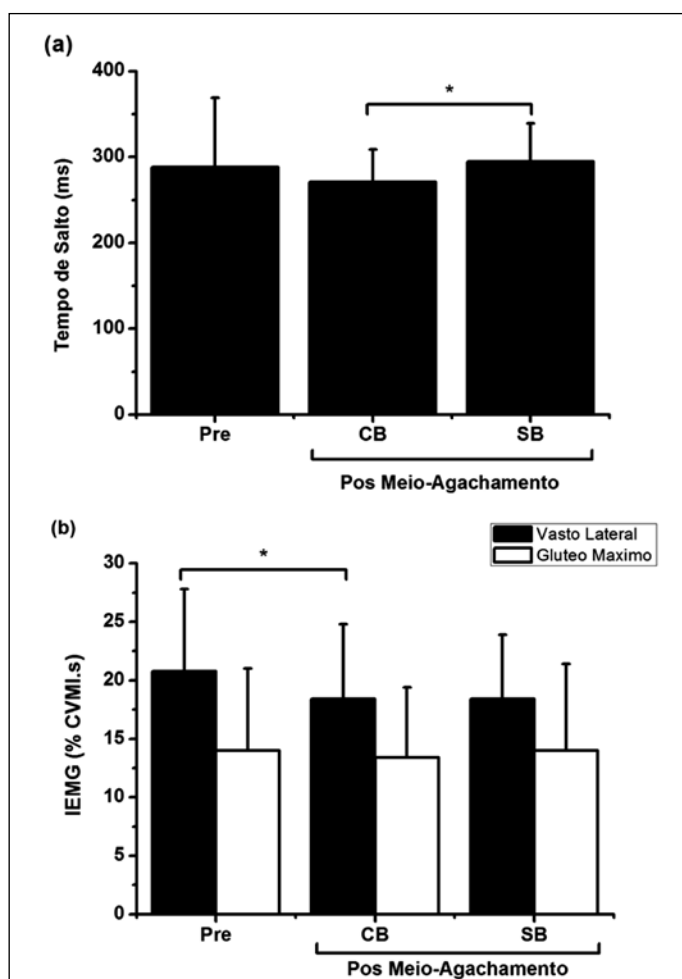 (a)
400
300
200
100
0
Tempo de Salto (ms)
*
Pre CB SB
Pos Meio-Agachamento
(b)
Vasto Lateral
Gluteo Maximo
30
25
20
15
10
5
0
IEMG (% CVMI.s)
*
Pre CB SB
Pos Meio-Agachamento